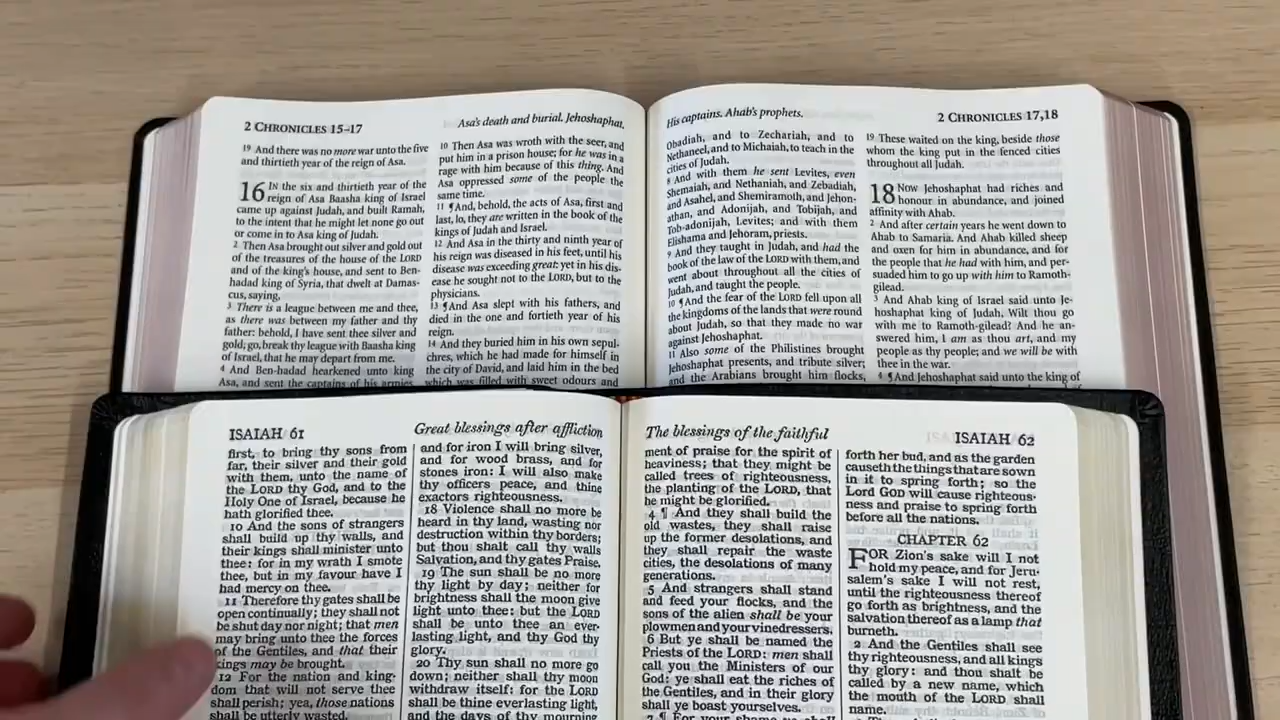 2 CHRONICLES 15–17
Asa's death and burial. Jehoshaphat.
19 And there was no more war unto the five
and thirtieth year of the reign of Asa.
16 IN the six and thirtieth year of the
reign of Asa Baasha king of Israel
came up against Judah, and built Ramah,
to the intent that he might let none go out
or come in to Asa king of Judah.
2 Then Asa brought out silver and gold out
of the treasures of the house of the LORD
and of the king's house, and sent to Ben-
hadad king of Syria, that dwelt at Damas-
cus, saying,
3 There is a league between me and thee,
as there was between my father and thy
father: behold, I have sent thee silver and
gold; go, break thy league with Baasha king
of Israel, that he may depart from me.
4 And Ben-hadad hearkened unto king
Asa, and sent the captains of his armies
10 Then Asa was wroth with the seer, and
put him in a prison house; for he was in a
rage with him because of this thing. And
Asa oppressed some of the people the
same time.
11 ¶And, behold, the acts of Asa, first and
last, lo, they are written in the book of the
kings of Judah and Israel.
12 And Asa in the thirty and ninth year of
his reign was diseased in his feet, until his
disease was exceeding great: yet in his dis-
ease he sought not to the LORD, but to the
physicians.
13 ¶And Asa slept with his fathers, and
died in the one and fortieth year of his
reign.
14 And they buried him in his own sepul-
chres, which he had made for himself in
the city of David, and laid him in the bed
which was filled with sweet odours and
His captains. Ahab's prophets.
2 CHRONICLES 17,18
Obadiah, and to Zechariah, and to
Nethaneel, and to Michaiah, to teach in the
cities of Judah.
8 And with them he sent Levites, even
Shemaiah, and Nethaniah, and Zebadiah,
and Asahel, and Shemiramoth, and Jehon-
athan, and Adonijah, and Tobijah, and
Tob-adonijah, Levites; and with them
Elishama and Jehoram, priests.
9 And they taught in Judah, and had the
book of the law of the LORD with them, and
went about throughout all the cities of
Judah, and taught the people.
10 ¶And the fear of the LORD fell upon all
the kingdoms of the lands that were round
about Judah, so that they made no war
against Jehoshaphat.
11 Also some of the Philistines brought
Jehoshaphat presents, and tribute silver;
and the Arabians brought him flocks,
19 These waited on the king, beside those
whom the king put in the fenced cities
throughout all Judah.
18 Now Jehoshaphat had riches and
honour in abundance, and joined
affinity with Ahab.
2 And after certain years he went down to
Ahab to Samaria. And Ahab killed sheep
and oxen for him in abundance, and for
the people that he had with him, and per-
suaded him to go up with him to Ramoth-
gilead.
3 And Ahab king of Israel said unto Je-
hoshaphat king of Judah, Wilt thou go
with me to Ramoth-gilead? And he an-
swered him, I am as thou art, and my
people as thy people; and we will be with
thee in the war.
4 ¶And Jehoshaphat said unto the king of
ISAIAH 61
Great blessings after affliction
first, to bring thy sons from
far, their silver and their gold
with them, unto the name of
the LORD thy God, and to the
Holy One of Israel, because he
hath glorified thee.
10 And the sons of strangers
shall build up thy walls, and
their kings shall minister unto
thee: for in my wrath I smote
thee, but in my favour have I
had mercy on thee.
11 Therefore thy gates shall be
open continually; they shall not
be shut day nor night; that men
may bring unto thee the forces
of the Gentiles, and that their
kings may be brought.
12 For the nation and king-
dom that will not serve thee
shall perish; yea, those nations
shall be utterly wasted.
and for iron I will bring silver,
and for wood brass, and for
stones iron: I will also make
thy officers peace, and thine
exactors righteousness.
18 Violence shall no more be
heard in thy land, wasting nor
destruction within thy borders;
but thou shalt call thy walls
Salvation, and thy gates Praise.
19 The sun shall be no more
thy light by day; neither for
brightness shall the moon give
light unto thee: but the LORD
shall be unto thee an ever-
lasting light, and thy God thy
glory.
20 Thy sun shall no more go
down; neither shall thy moon
withdraw itself: for the LORD
shall be thine everlasting light,
and the days of thy mourning
The blessings of the faithful
ISAIAH 62
ment of praise for the spirit of
heaviness; that they might be
called trees of righteousness,
the planting of the LORD, that
he might be glorified.
4 ¶ And they shall build the
old wastes, they shall raise
up the former desolations, and
they shall repair the waste
cities, the desolations of many
generations.
5 And strangers shall stand
and feed your flocks, and the
sons of the alien shall be your
plowmen and your vinedressers.
6 But ye shall be named the
Priests of the LORD: men shall
call you the Ministers of our
God: ye shall eat the riches of
the Gentiles, and in their glory
shall ye boast yourselves.
7 ¶ For your shame ye shall
forth her bud, and as the garden
causeth the things that are sown
in it to spring forth; so the
Lord GOD will cause righteous-
ness and praise to spring forth
before all the nations.
CHAPTER 62
FOR Zion's sake will I not
hold my peace, and for Jeru-
salem's sake I will not rest,
until the righteousness thereof
go forth as brightness, and the
salvation thereof as a lamp that
burneth.
2 And the Gentiles shall see
thy righteousness, and all kings
thy glory: and thou shalt be
called by a new name, which
the mouth of the LORD shall
name.